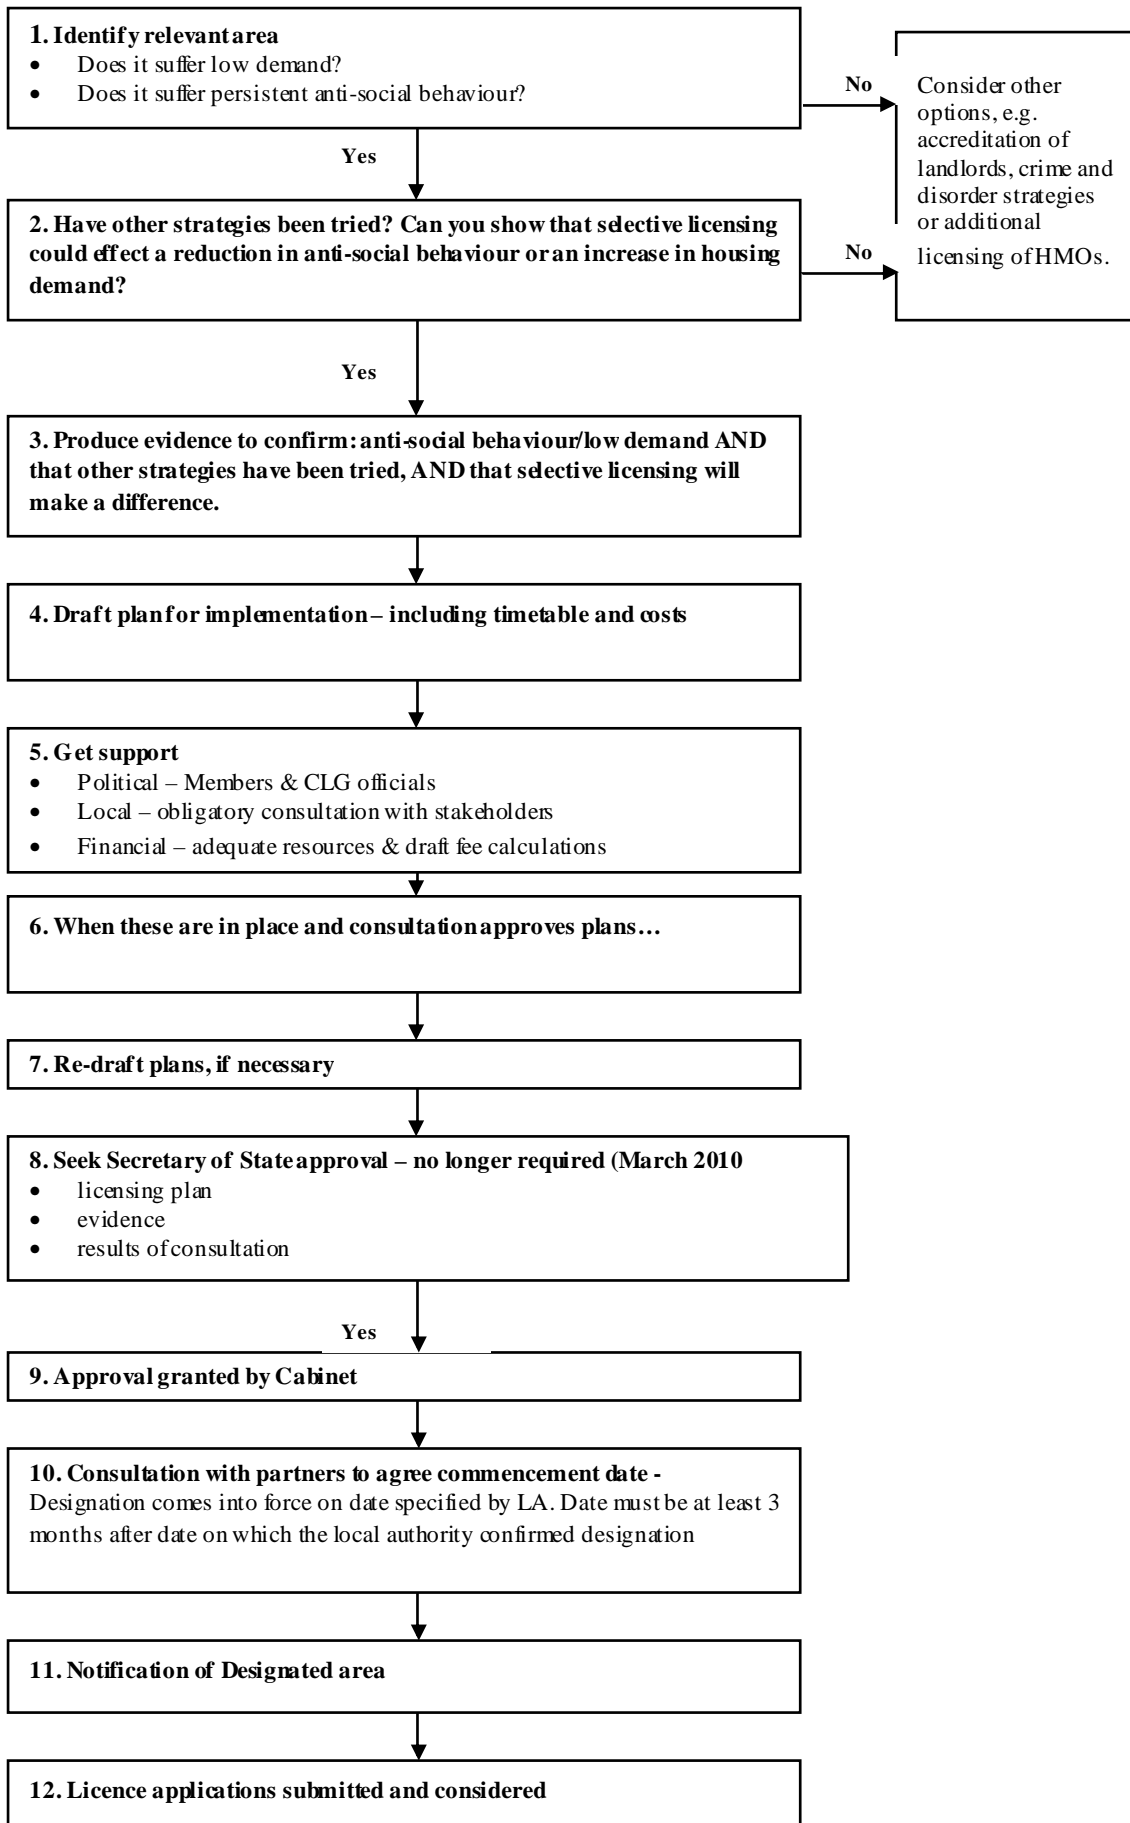 1. Identify relevant area
• Does it suffer low demand?
• Does it suffer persistent anti-social behaviour?
No
Consider other
options, e.g.
accreditation of
landlords, crime and
disorder strategies
or additional
licensing of HMOs.
Yes
2. Have other strategies been tried? Can you show that selective licensing
could effect a reduction in anti-social behaviour or an increase in housing
demand?
No
Yes
3. Produce evidence to confirm: anti-social behaviour/low demand AND
that other strategies have been tried, AND that selective licensing will
make a difference.
4. Draft plan for implementation – including timetable and costs
5. Get support
• Political – Members & CLG officials
• Local – obligatory consultation with stakeholders
• Financial – adequate resources & draft fee calculations
6. When these are in place and consultation approves plans…
7. Re-draft plans, if necessary
8. Seek Secretary of State approval – no longer required (March 2010
• licensing plan
• evidence
• results of consultation
Yes
9. Approval granted by Cabinet
10. Consultation with partners to agree commencement date -
Designation comes into force on date specified by LA. Date must be at least 3
months after date on which the local authority confirmed designation
11. Notification of Designated area
12. Licence applications submitted and considered